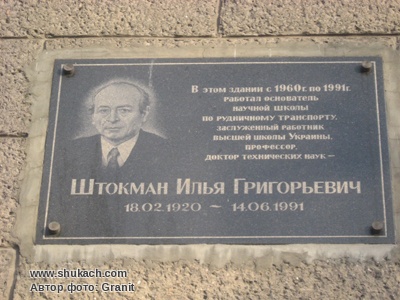 В этом здании с 1960г. по 1991г.
работал основатель
научной школы
по рудничному транспорту,
заслуженный работник
высшей школы Украины,
профессор,
доктор технических наук –
Штокман Илья Григорьевич
18.02.1920 ~ 14.06.1991
www.shukach.com
Автор фото: Granit